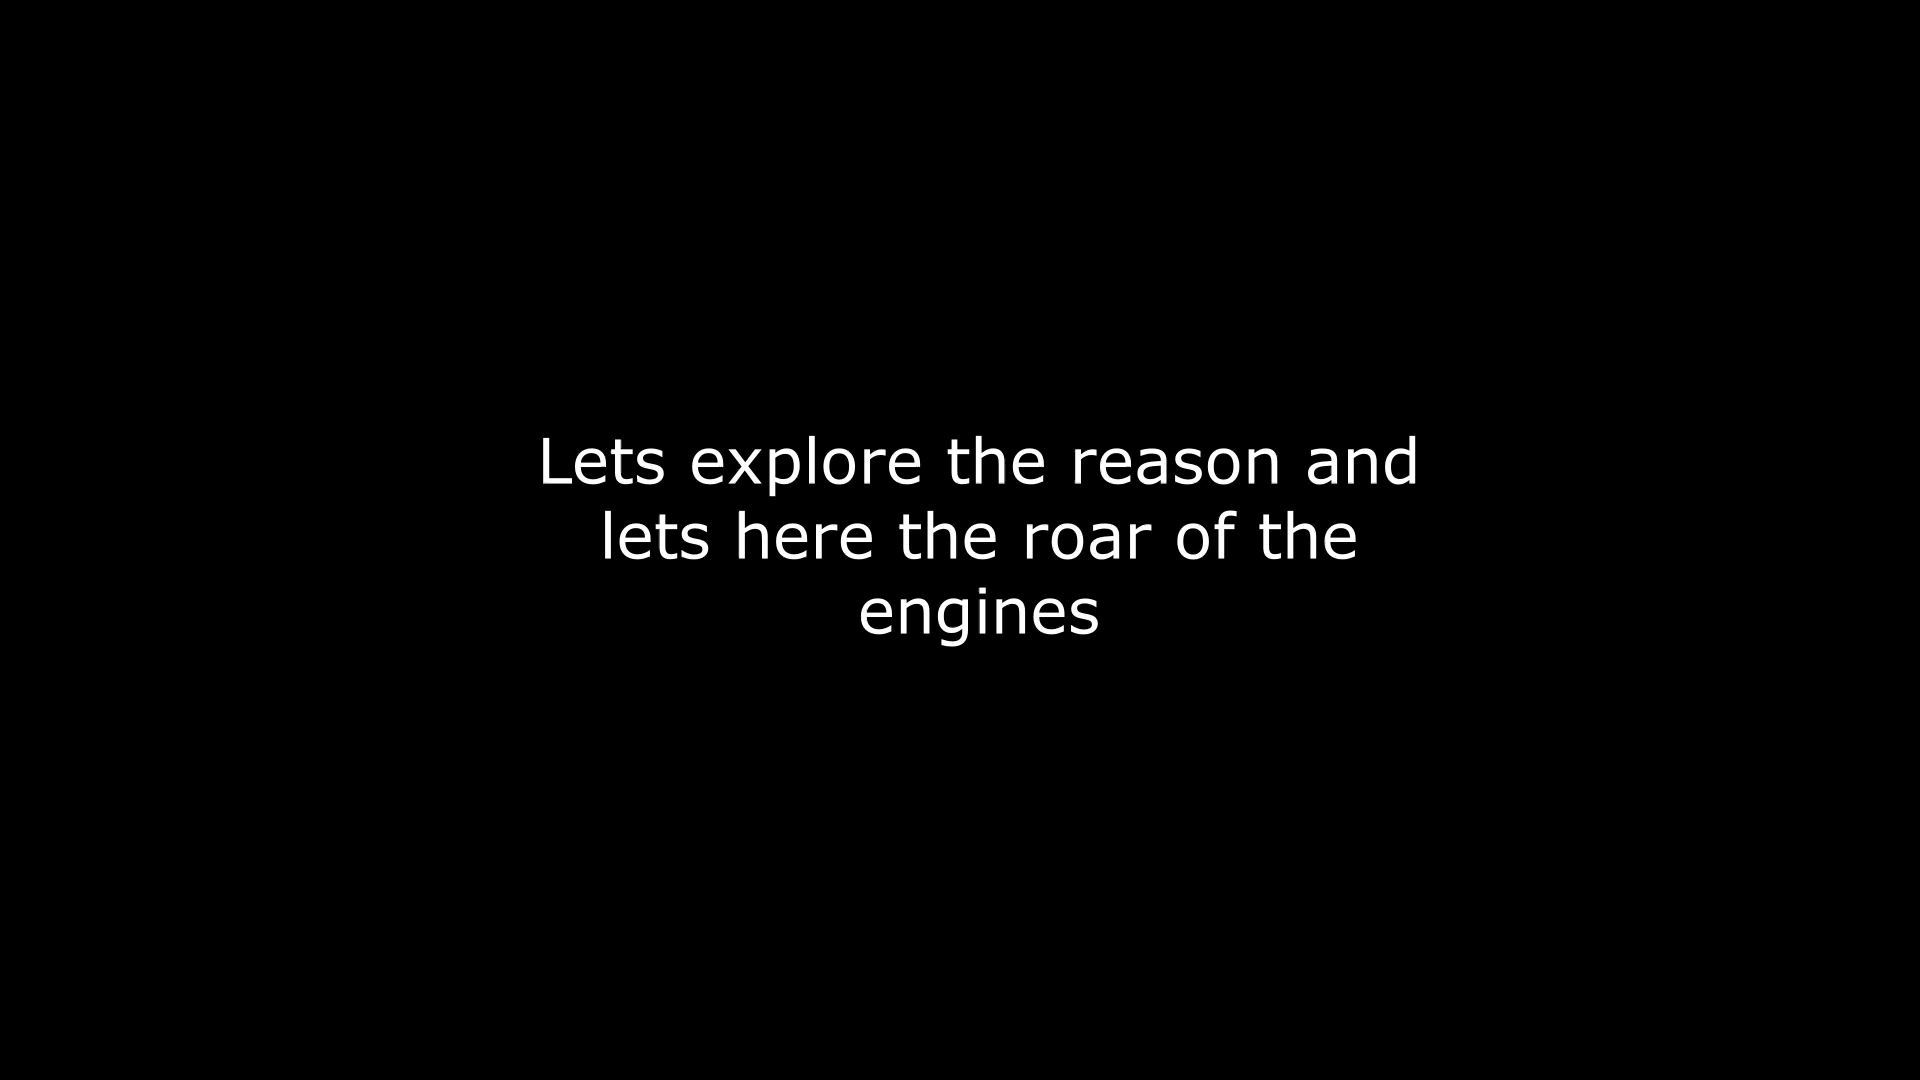 Lets explore the reason and
lets here the roar of the
engines